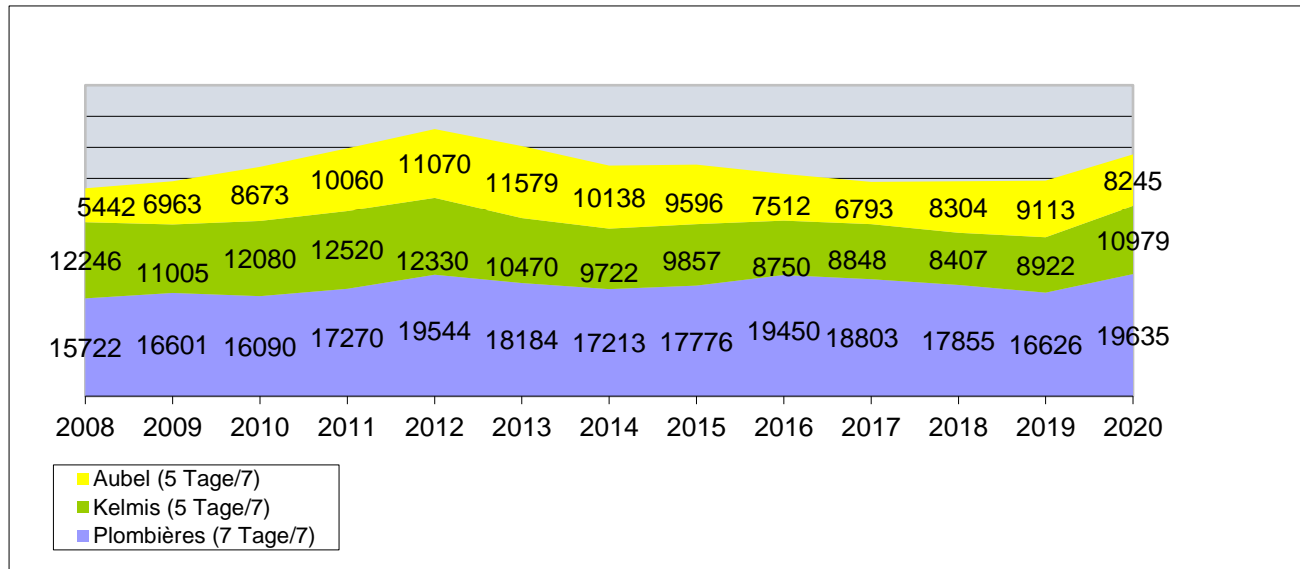 5442 6963 8673 10060 11070 11579 10138 9596 7512 6793 8304 9113 8245
12246 11005 12080 12520 12330 10470 9722 9857 8750 8848 8407 8922 10979
15722 16601 16090 17270 19544 18184 17213 17776 19450 18803 17855 16626 19635
2008 2009 2010 2011 2012 2013 2014 2015 2016 2017 2018 2019 2020
Aubel (5 Tage/7)
Kelmis (5 Tage/7)
Plombières (7 Tage/7)